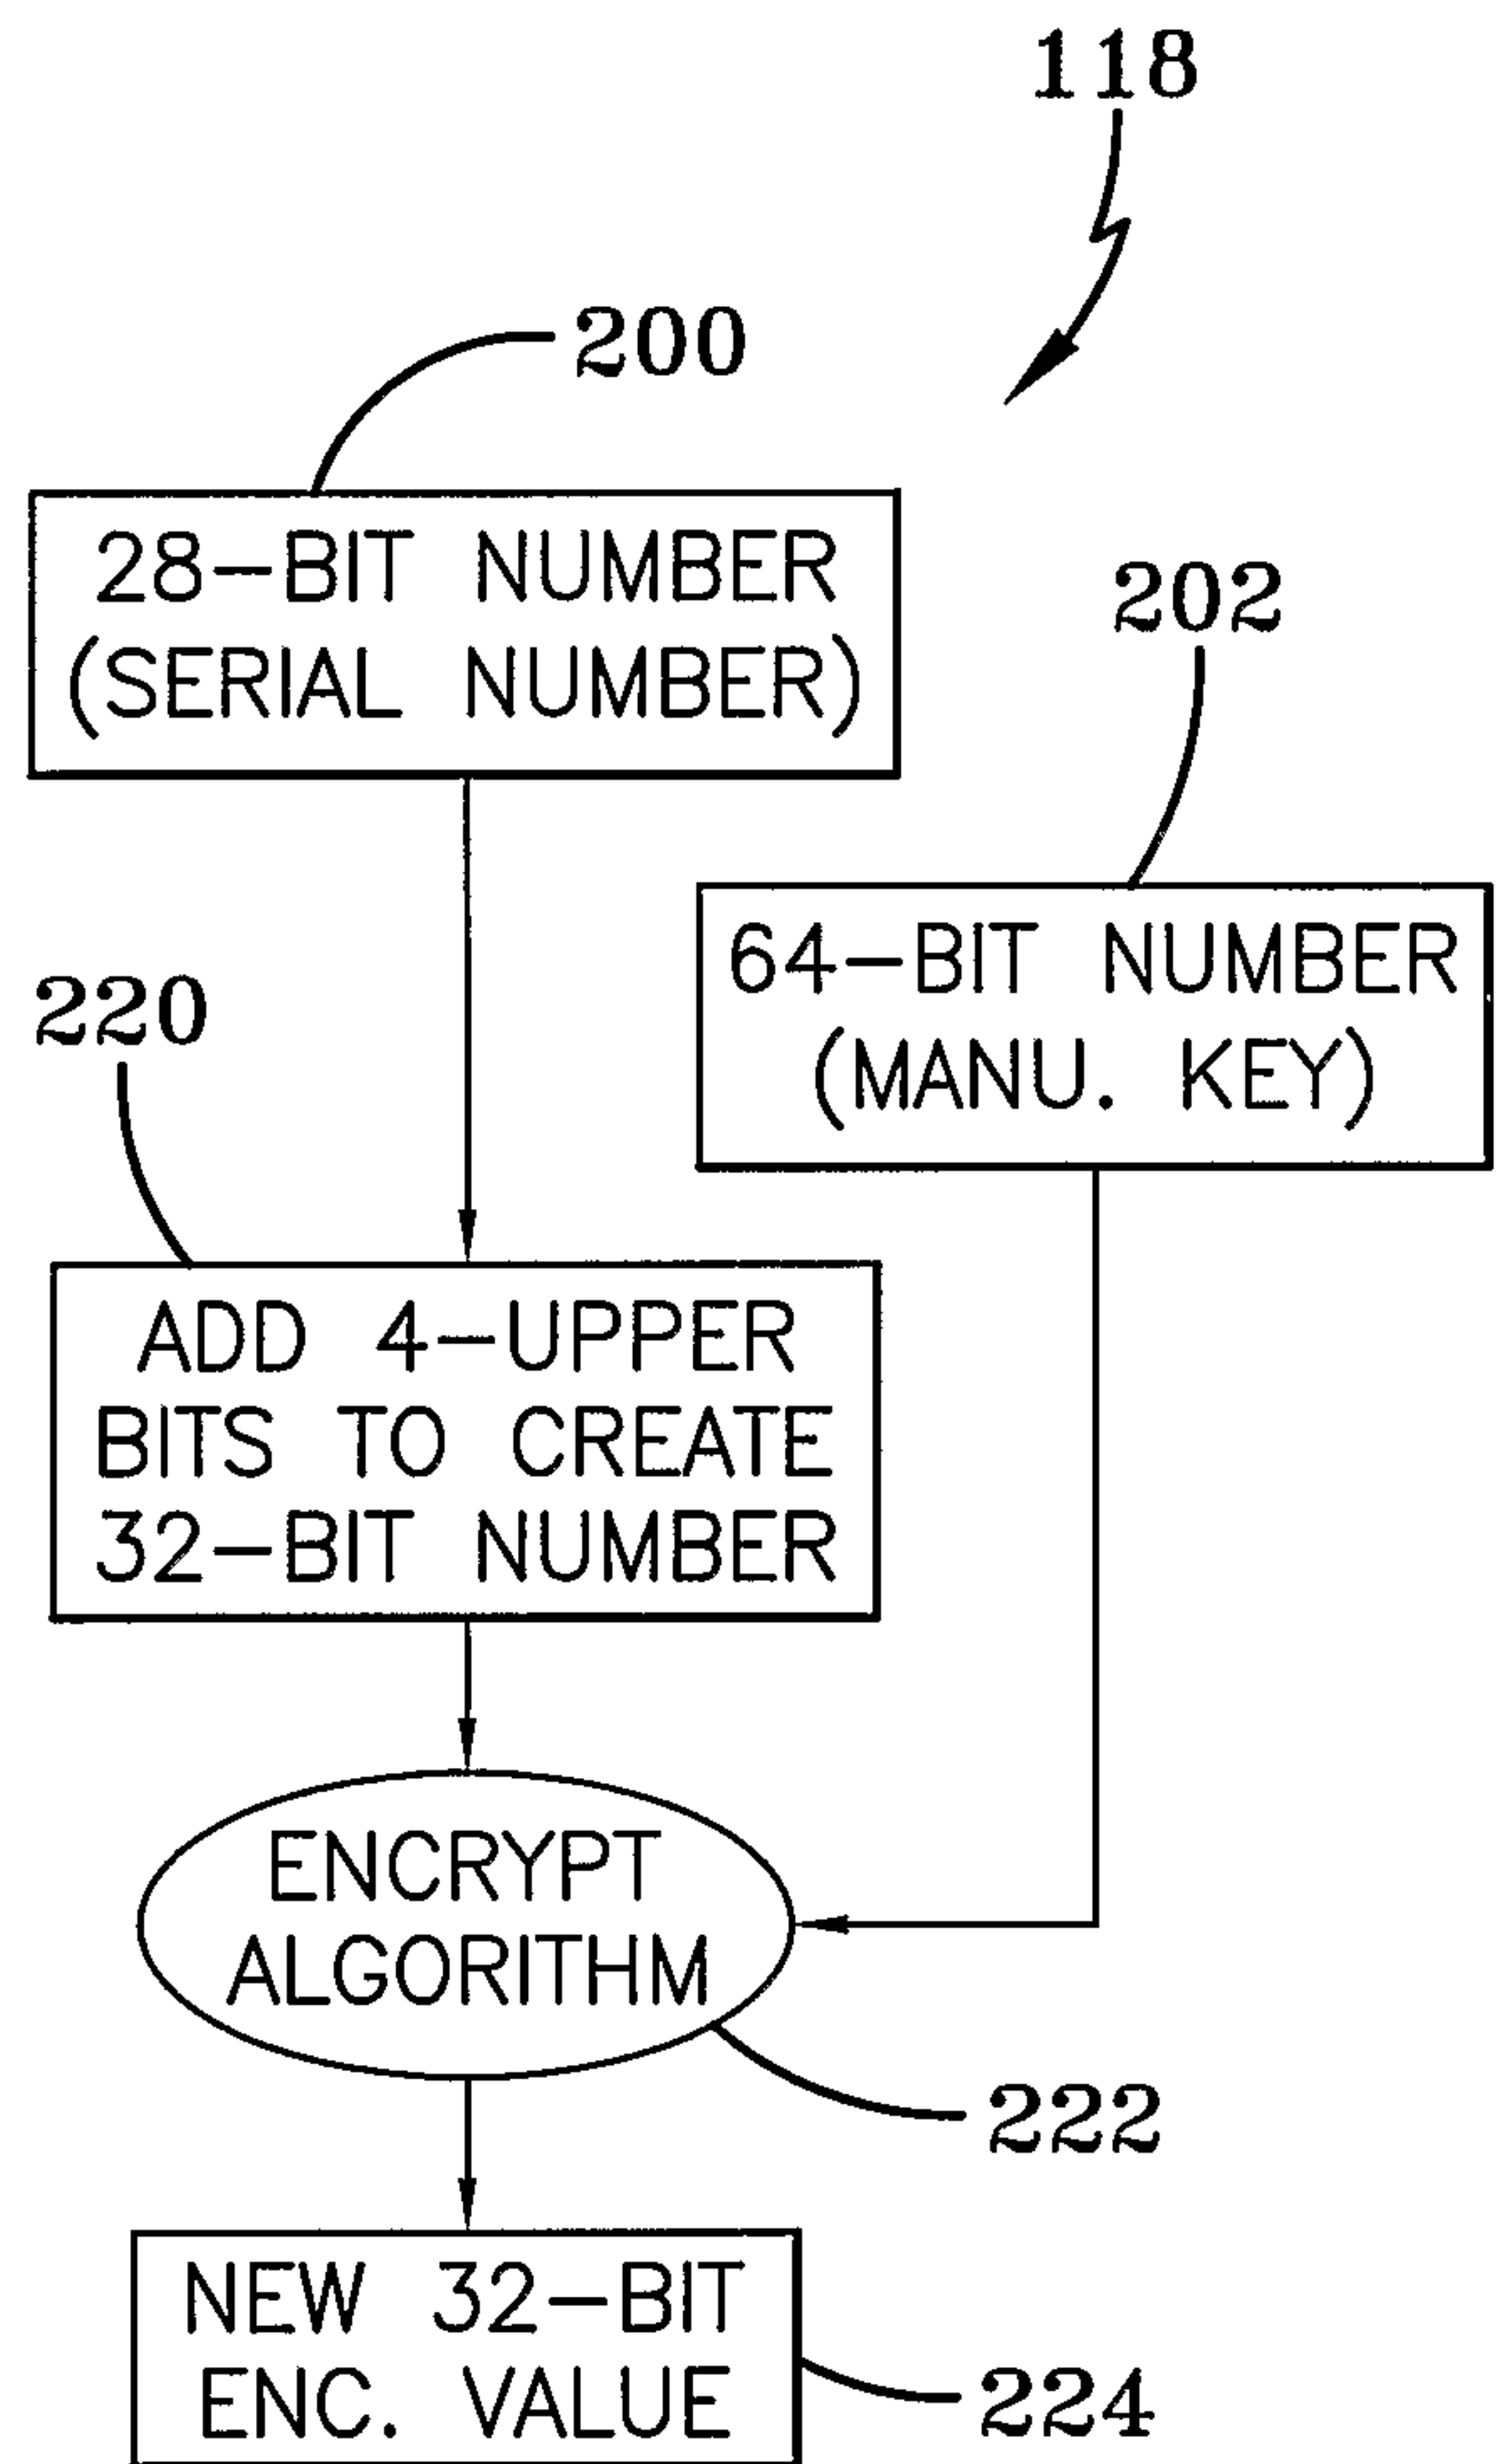 118
200
28-BIT NUMBER
(SERIAL NUMBER)
202
64-BIT NUMBER
(MANU. KEY)
220
ADD 4-UPPER
BITS TO CREATE
32-BIT NUMBER
ENCRYPT
ALGORITHM
222
NEW 32-BIT
ENC. VALUE
224